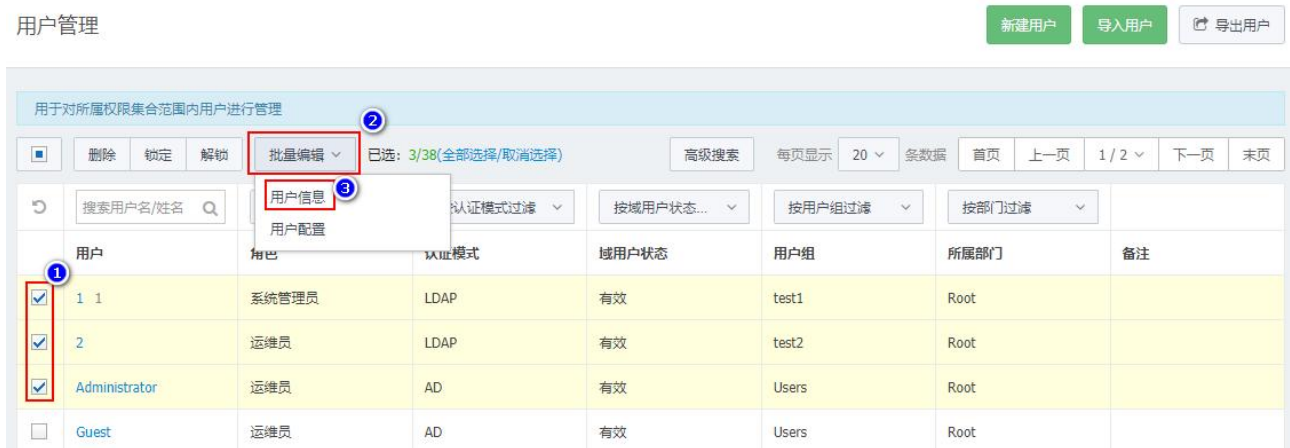 用户管理 新建用户 导入用户 导出用户
用于对所属权限集合范围内用户进行管理
2
删除 锁定 解锁 批量编辑 已选：3/38(全部选择/取消选择) 高级搜索 每页显示 20 条数据 首页 上一页 1/2 下一页 末页
搜索用户名/姓名 用户信息 3 认证模式过滤 按域用户状态... 按用户组过滤 按部门过滤
用户配置
用户 角色 认证模式 域用户状态 用户组 所属部门 备注
1
1 1 系统管理员 LDAP 有效 test1 Root
2 运维员 LDAP 有效 test2 Root
Administrator 运维员 AD 有效 Users Root
Guest 运维员 AD 有效 Users Root